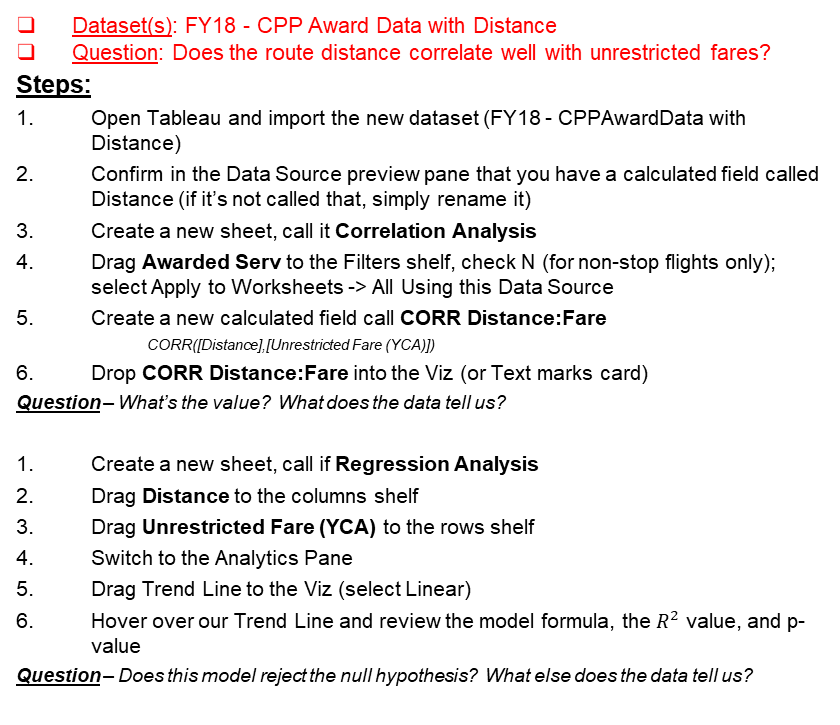 ❑ Dataset(s): FY18 - CPP Award Data with Distance
❑ Question: Does the route distance correlate well with unrestricted fares?
Steps:
1. Open Tableau and import the new dataset (FY18 - CPPAwardData with
Distance)
2. Confirm in the Data Source preview pane that you have a calculated field called
Distance (if it's not called that, simply rename it)
3. Create a new sheet, call it Correlation Analysis
4. Drag Awarded Serv to the Filters shelf, check N (for non-stop flights only);
select Apply to Worksheets -> All Using this Data Source
5. Create a new calculated field call CORR Distance:Fare
CORR([Distance],[Unrestricted Fare (YCA)])
6. Drop CORR Distance:Fare into the Viz (or Text marks card)
Question – What's the value? What does the data tell us?
1. Create a new sheet, call if Regression Analysis
2. Drag Distance to the columns shelf
3. Drag Unrestricted Fare (YCA) to the rows shelf
4. Switch to the Analytics Pane
5. Drag Trend Line to the Viz (select Linear)
6. Hover over our Trend Line and review the model formula, the R² value, and p-
value
Question – Does this model reject the null hypothesis? What else does the data tell us?